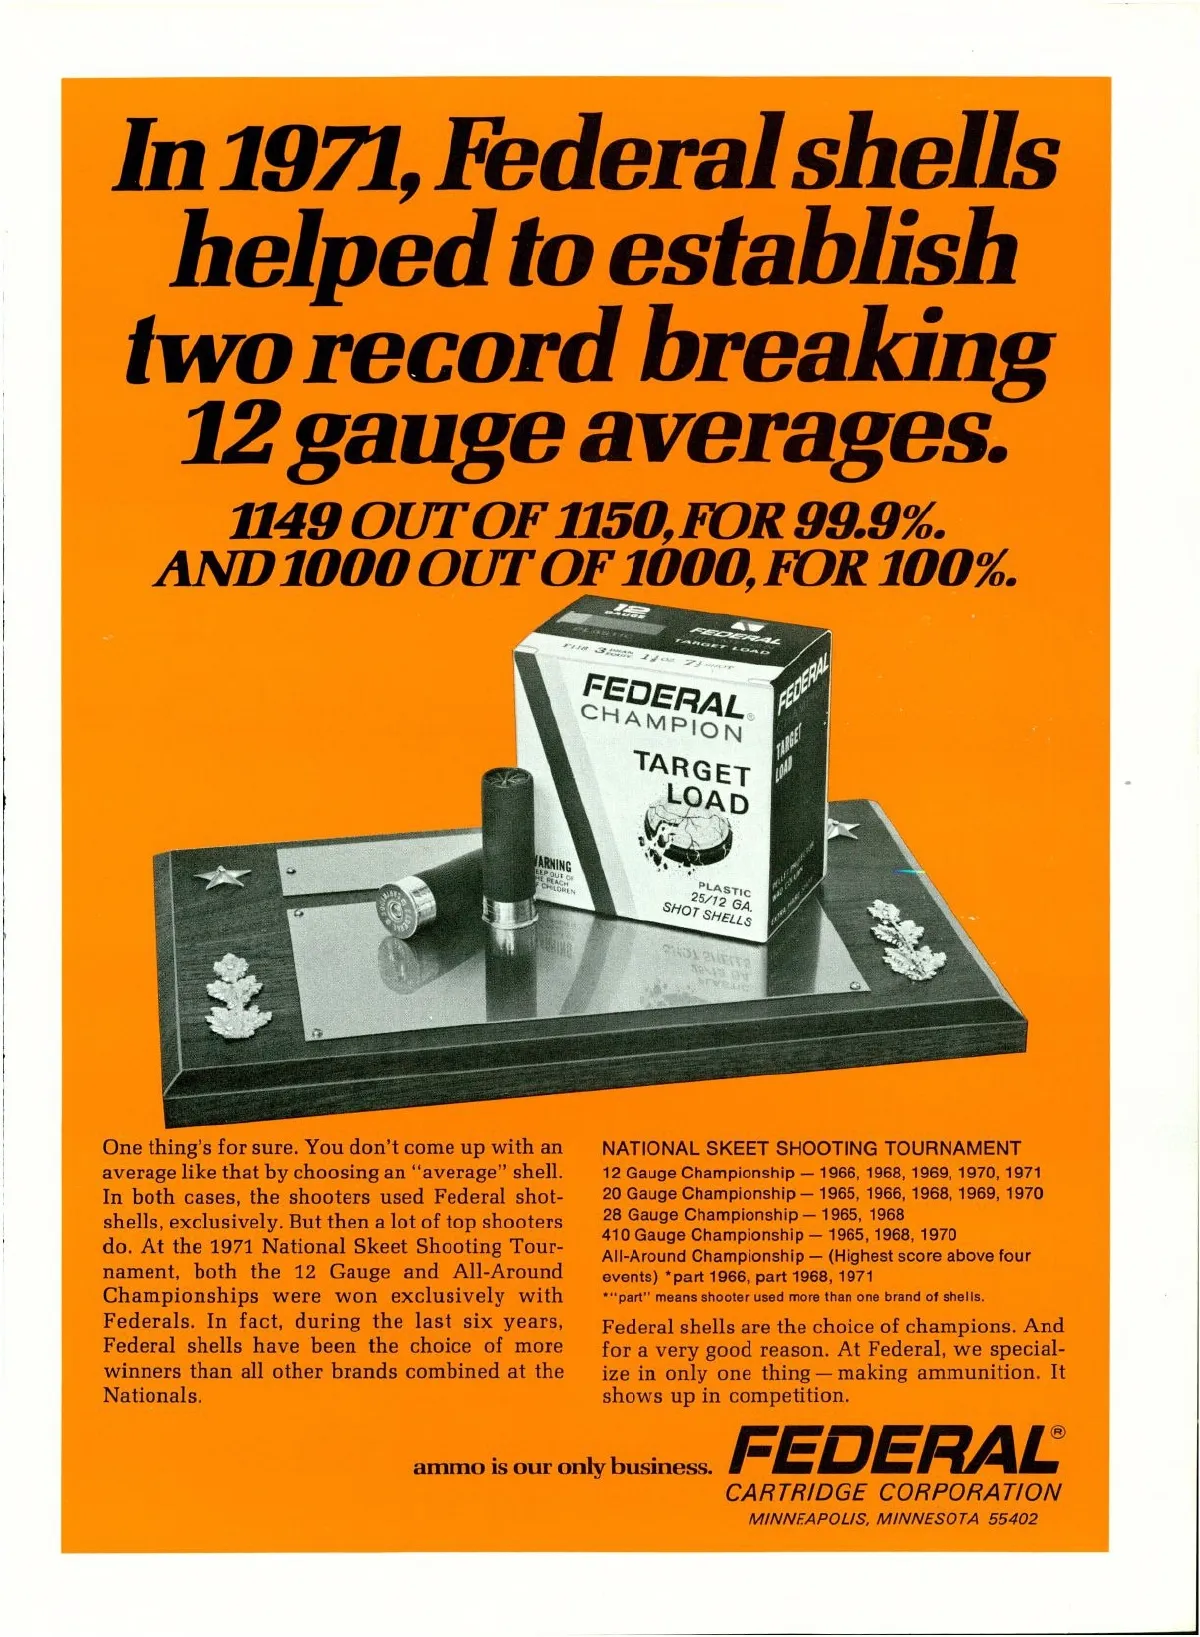 In 1971, Federal shells
helped to establish
two record breaking
12 gauge averages.
1149 OUT OF 1150, FOR 99.9%.
AND 1000 OUT OF 1000, FOR 100%.
12
GAUGE
PLASTIC
FEDERAL
TARGET LOAD
FEDERAL®
CHAMPION
TARGET
LOAD
PLASTIC
25/12 GA.
SHOT SHELLS
FEDERAL
TARGET
LOAD
One thing's for sure. You don't come up with an
average like that by choosing an "average" shell.
In both cases, the shooters used Federal shot-
shells, exclusively. But then a lot of top shooters
do. At the 1971 National Skeet Shooting Tour-
nament, both the 12 Gauge and All-Around
Championships were won exclusively with
Federals. In fact, during the last six years,
Federal shells have been the choice of more
winners than all other brands combined at the
Nationals.
NATIONAL SKEET SHOOTING TOURNAMENT
12 Gauge Championship — 1966, 1968, 1969, 1970, 1971
20 Gauge Championship — 1965, 1966, 1968, 1969, 1970
28 Gauge Championship — 1965, 1968
410 Gauge Championship — 1965, 1968, 1970
All-Around Championship — (Highest score above four
events) *part 1966, part 1968, 1971
*"part" means shooter used more than one brand of shells.
Federal shells are the choice of champions. And
for a very good reason. At Federal, we special-
ize in only one thing — making ammunition. It
shows up in competition.
ammo is our only business.
FEDERAL®
CARTRIDGE CORPORATION
MINNEAPOLIS, MINNESOTA 55402